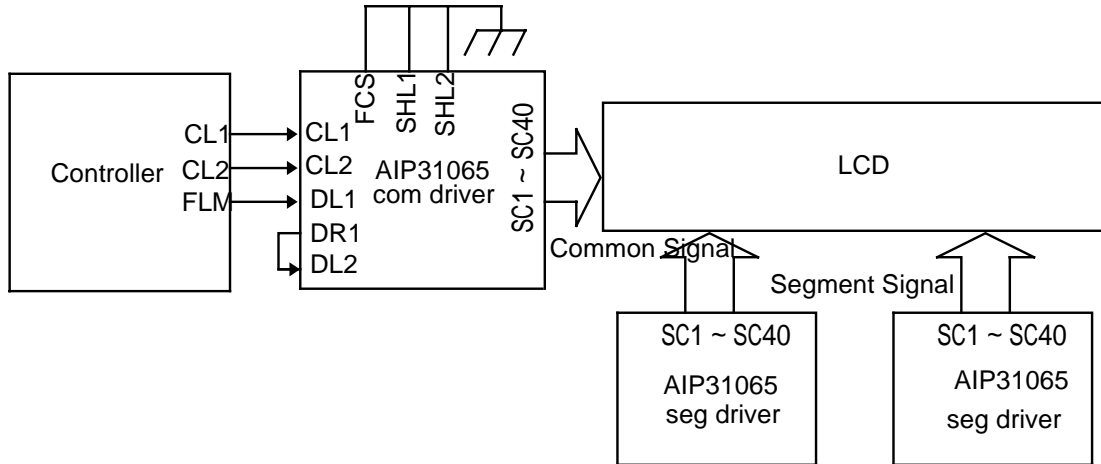 FCS
SHL1
SHL2
Controller
CL1
CL2
FLM
CL1
CL2
DL1
DR1
DL2
AIP31065
com driver
SC1 ~ SC40
LCD
Common Signal
Segment Signal
SC1 ~ SC40
AIP31065
seg driver
SC1 ~ SC40
AIP31065
seg driver